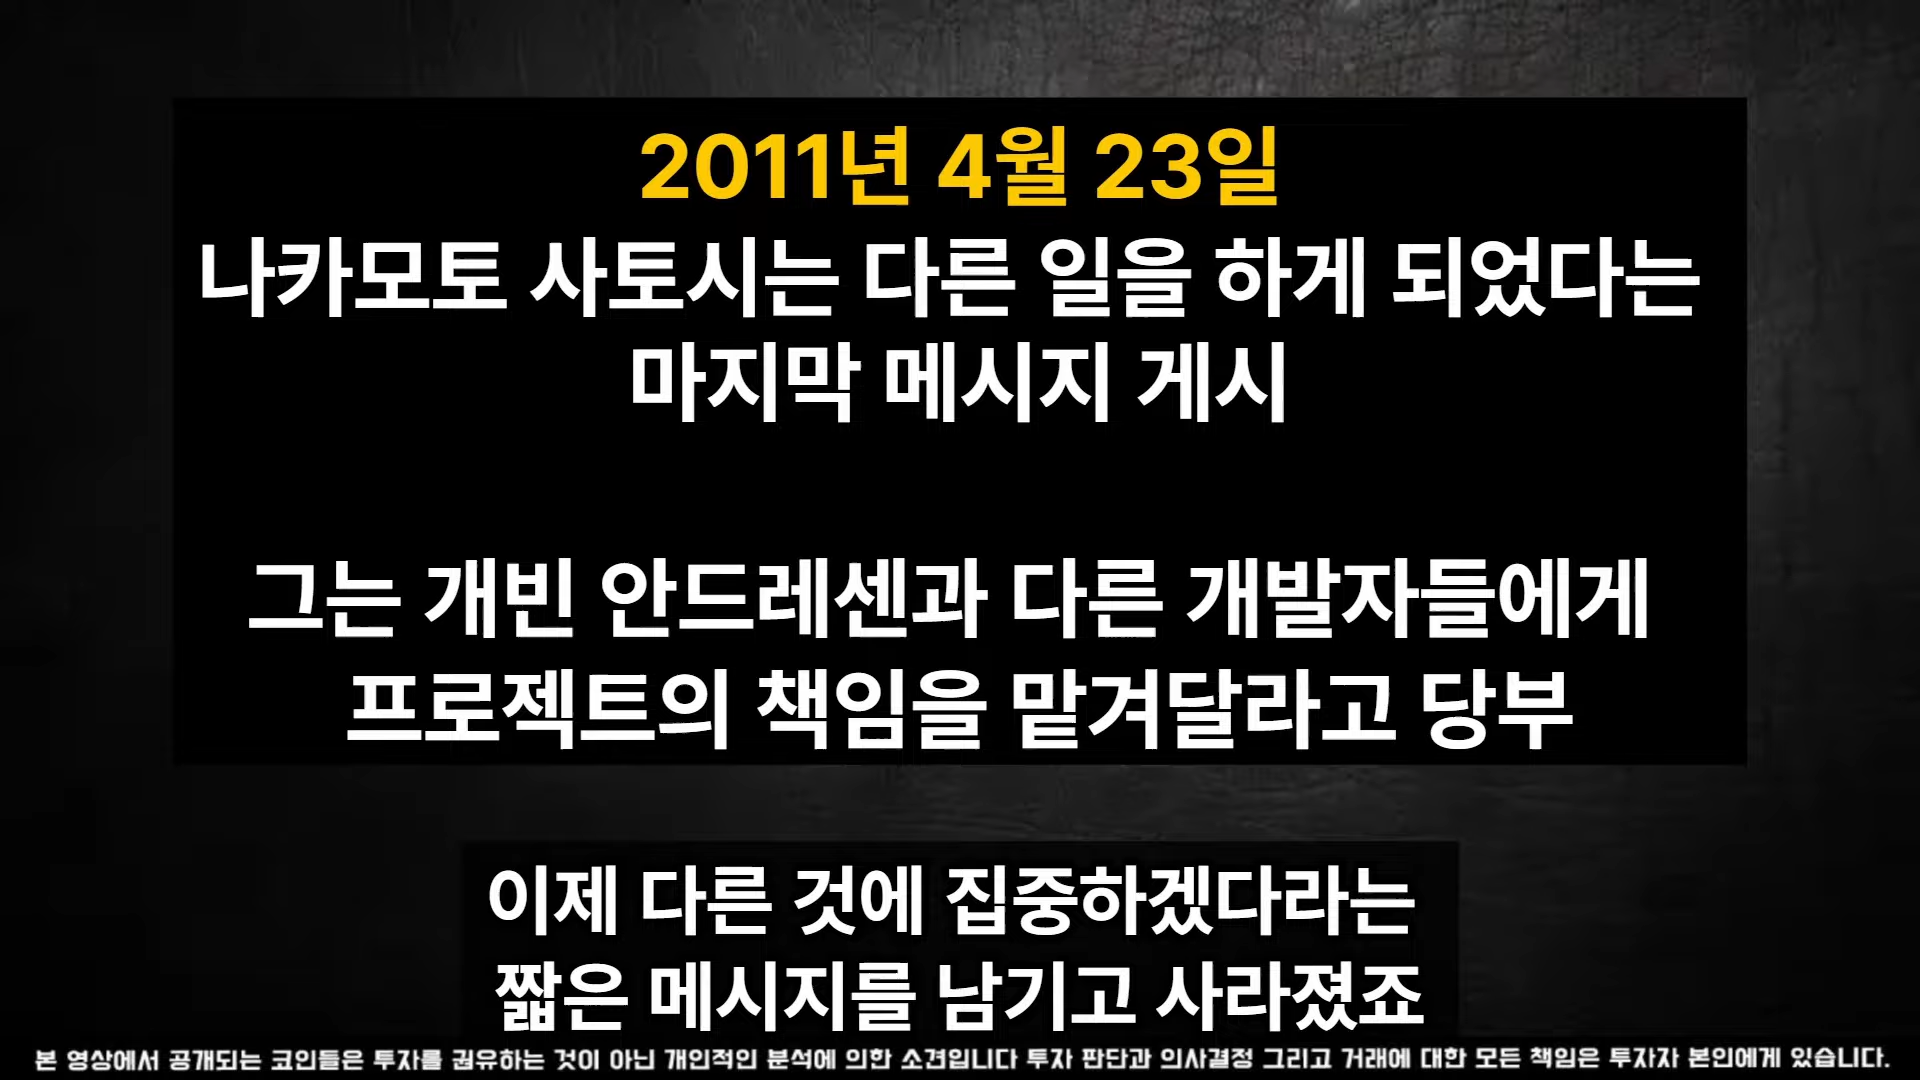 2011년 4월 23일
나카모토 사토시는 다른 일을 하게 되었다는
마지막 메시지 게시
그는 개빈 안드레센과 다른 개발자들에게
프로젝트의 책임을 맡겨달라고 당부
이제 다른 것에 집중하겠다라는
짧은 메시지를 남기고 사라졌죠
본 영상에서 공개되는 코인들은 투자를 권유하는 것이 아닌 개인적인 분석에 의한 소견입니다 투자 판단과 의사결정 그리고 거래에 대한 모든 책임은 투자자 본인에게 있습니다.